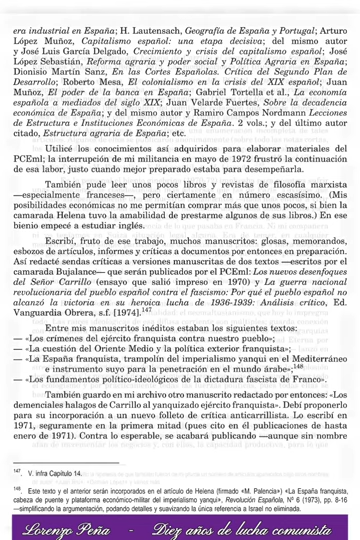 era industrial en España; H. Lautensach, Geografía de España y Portugal; Arturo
López Muñoz, Capitalismo español: una etapa decisiva; del mismo autor
y José Luis García Delgado, Crecimiento y crisis del capitalismo español; José
López Sebastián, Reforma agraria y poder social y Política Agraria en España;
Dionisio Martín Sanz, En las Cortes Españolas. Crítica del Segundo Plan de
Desarrollo; Roberto Mesa, El colonialismo en la crisis del XIX español; Juan
Muñoz, El poder de la banca en España; Gabriel Tortella et al., La economía
española a mediados del siglo XIX; Juan Velarde Fuertes, Sobre la decadencia
económica de España; y del mismo autor y Ramiro Campos Nordmann Lecciones
de Estructura e Instituciones Económicas de España. 2 vols.; y del último autor
citado, Estructura agraria de España; etc.
Utilicé los conocimientos así adquiridos para elaborar materiales del
PCEml; la interrupción de mi militancia en mayo de 1972 frustró la continuación
de esa labor, justo cuando mejor preparado estaba para desempeñarla.
También pude leer unos pocos libros y revistas de filosofía marxista
—especialmente franceses—, pero ciertamente en número escasísimo. (Mis
posibilidades económicas no me permitían comprar más que unos pocos, si bien la
camarada Helena tuvo la amabilidad de prestarme algunos de sus libros.) En ese
bienio empecé a estudiar inglés.
Escribí, fruto de ese trabajo, muchos manuscritos: glosas, memorandos,
esbozos de artículos, informes y críticas a documentos por entonces en preparación.
Así redacté sendas críticas a versiones manuscritas de dos textos —escritos por el
camarada Bujalance— que serán publicados por el PCEml: Los nuevos desenfoques
del Señor Carrillo (ensayo que salió impreso en 1970) y La guerra nacional
revolucionaria del pueblo español contra el fascismo: Por qué el pueblo español no
alcanzó la victoria en su heroica lucha de 1936-1939: Análisis crítico, Ed.
Vanguardia Obrera, s.f. [1974].147
Entre mis manuscritos inéditos estaban los siguientes textos:
— «Los crímenes del ejército franquista contra nuestro pueblo»;
— «La cuestión del Oriente Medio y la política exterior franquista»;
— «La España franquista, trampolín del imperialismo yanqui en el Mediterráneo
e instrumento suyo para la penetración en el mundo árabe»;148
— «Los fundamentos político-ideológicos de la dictadura fascista de Franco».
También guardo en mi archivo otro manuscrito redactado por entonces: «Los
demenciales halagos de Carrillo al yanquizado ejército franquista». Debí proponerlo
para su incorporación a un nuevo folleto de crítica anticarrillista. Lo escribí en
1971, seguramente en la primera mitad (pues cito en él publicaciones de hasta
enero de 1971). Contra lo esperable, se acabará publicando —aunque sin nombre
147. V. infra Capítulo 14.
148. Este texto y el anterior serán incorporados en el artículo de Helena (firmado «M. Palencia») «La España franquista,
cabeza de puente y plataforma económico-militar del imperialismo yanqui», Revolución Española, Nº 6 (1973), pp. 8-16
—simplificando la argumentación, podando detalles y suavizando la única referencia a Israel no eliminada.
Lorenzo Peña - Diez años de lucha comunista